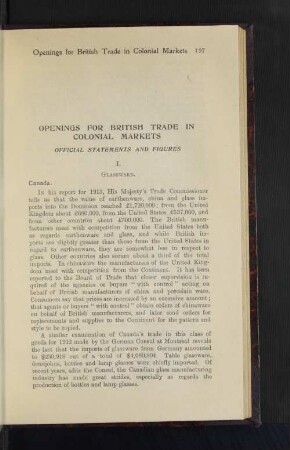 Openings for British Trade in Colonial Markets 197
OPENINGS FOR BRITISH TRADE IN
COLONIAL MARKETS
OFFICIAL STATEMENTS AND FIGURES
I.
GLASSWARE.
Canada.
In his report for 1913, His Majesty's Trade Commissioner
tells us that the value of earthenware, china and glass im-
ports into the Dominion reached £1,720,000; from the United
Kingdom about £600,000, from the United States £587,000, and
from other countries about £500,000. The British manu-
facturers meet with competition from the United States both
as regards earthenware and glass, and while British im-
ports are slightly greater than those from the United States in
regard to earthenware, they are somewhat less in respect to
glass. Other countries also secure about a third of the total
imports. In chinaware the manufactures of the United King-
dom meet with competition from the Continent. It has been
reported to the Board of Trade that closer supervision is re-
quired of the agencies or buyers "with control" acting on
behalf of British manufacturers of china and porcelain ware.
Consumers say that prices are increased by an excessive amount;
that agents or buyers "with control" obtain orders of chinaware
on behalf of British manufacturers, and later send orders for
replacements and supplies to the Continent for the pattern and
style to be copied.
A similar examination of Canada's trade in this class of
goods for 1912 made by the German Consul at Montreal reveals
the fact that the imports of glassware from Germany amounted
to out of a total of Table glassware,
demijohns, bottles and lamp glasses were chiefly imported. Of
recent years, adds the Consul, the Canadian glass manufacturing
industry has made great strides, especially as regards the
production of bottles and lamp glasses.